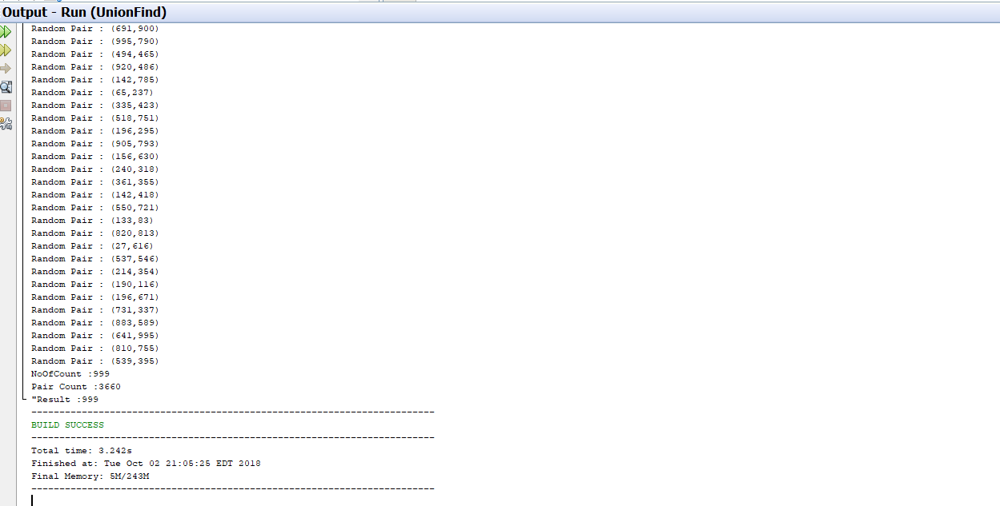 Output - Run (UnionFind)
Random Pair : (691,900)
Random Pair : (995,790)
Random Pair : (494,465)
Random Pair : (920,486)
Random Pair : (142,785)
Random Pair : (65,237)
Random Pair : (335,423)
Random Pair : (518,751)
Random Pair : (196,295)
Random Pair : (905,793)
Random Pair : (156,630)
Random Pair : (240,318)
Random Pair : (361,355)
Random Pair : (142,418)
Random Pair : (550,721)
Random Pair : (133,83)
Random Pair : (820,813)
Random Pair : (27,616)
Random Pair : (537,546)
Random Pair : (214,354)
Random Pair : (190,116)
Random Pair : (196,671)
Random Pair : (731,337)
Random Pair : (883,589)
Random Pair : (641,995)
Random Pair : (810,755)
Random Pair : (539,395)
NoOfCount :999
Pair Count :3660
"Result :999
------------------------------------------------------------------------
BUILD SUCCESS
------------------------------------------------------------------------
Total time: 3.242s
Finished at: Tue Oct 02 21:05:25 EDT 2018
Final Memory: 5M/243M
------------------------------------------------------------------------